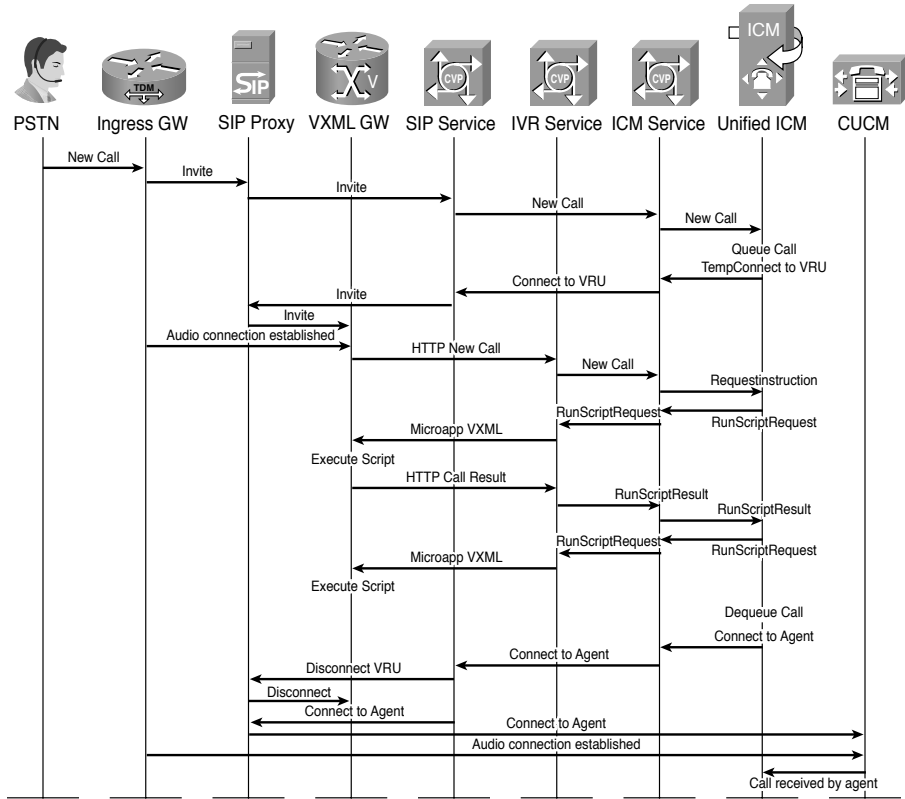 ICM
TDM
SIP
V
CVP
CVP
CVP
PSTN
Ingress GW
SIP Proxy
VXML GW
SIP Service
IVR Service
ICM Service
Unified ICM
CUCM
New Call
Invite
Invite
New Call
New Call
Queue Call
TempConnect to VRU
Connect to VRU
Invite
Invite
Audio connection established
HTTP New Call
New Call
Requestinstruction
RunScriptRequest
RunScriptRequest
Microapp VXML
Execute Script
HTTP Call Result
RunScriptResult
RunScriptResult
RunScriptRequest
RunScriptRequest
Microapp VXML
Execute Script
Dequeue Call
Connect to Agent
Connect to Agent
Disconnect VRU
Disconnect
Connect to Agent
Connect to Agent
Audio connection established
Call received by agent